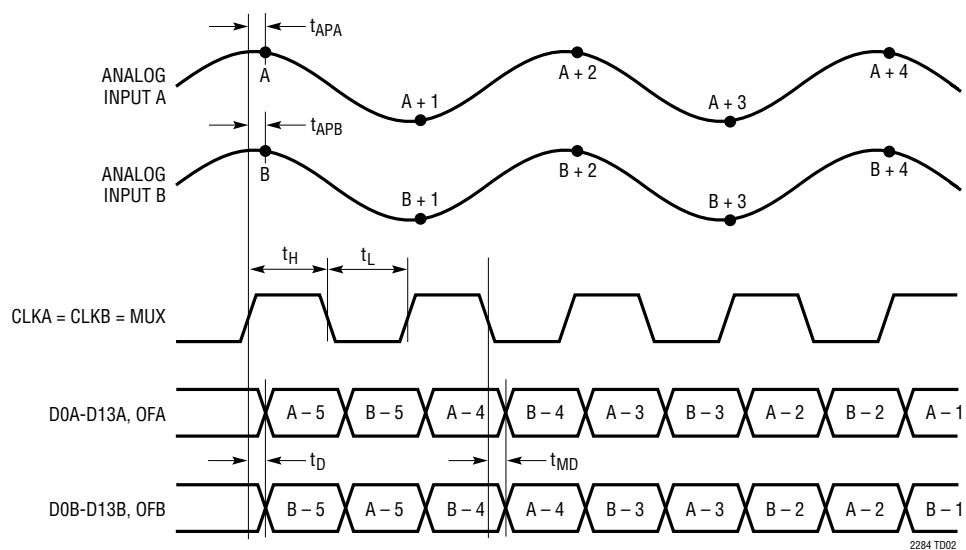 tAPA
ANALOG
INPUT A
A
A + 1
A + 2
A + 3
A + 4
tAPB
ANALOG
INPUT B
B
B + 1
B + 2
B + 3
B + 4
tH
tL
CLKA = CLKB = MUX
D0A-D13A, OFA
A – 5
B – 5
A – 4
B – 4
A – 3
B – 3
A – 2
B – 2
A – 1
tD
tMD
D0B-D13B, OFB
B – 5
A – 5
B – 4
A – 4
B – 3
A – 3
B – 2
A – 2
B – 1
2284 TD02